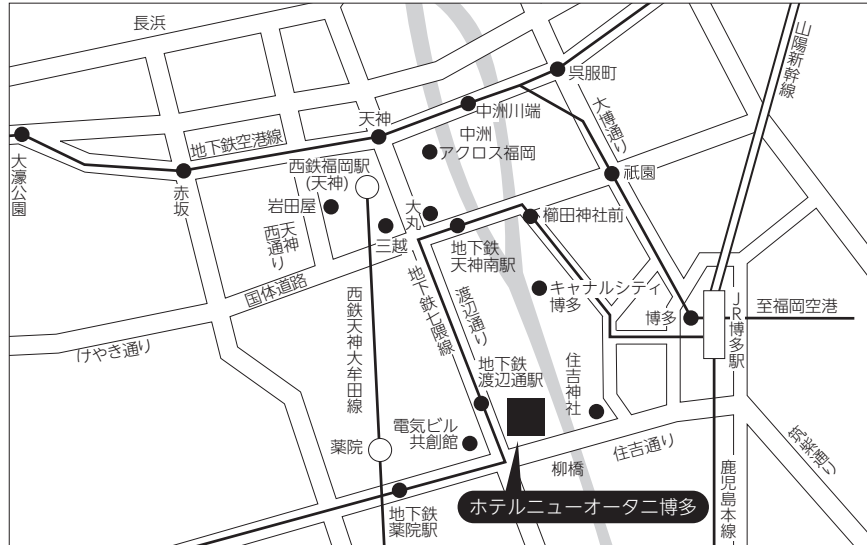 長浜
山陽新幹線
呉服町
大博通り
中洲川端
天神
中洲
アクロス福岡
地下鉄空港線
大濠公園
赤坂
西鉄福岡駅
(天神)
祇園
岩田屋
大丸
櫛田神社前
三越
西通り
天神
地下鉄
天神南駅
国体道路
キャナルシティ
博多
博多
至福岡空港
JR博多駅
けやき通り
西鉄天神大牟田線
地下鉄七隈線
渡辺通り
地下鉄
渡辺通駅
住吉神社
電気ビル
共創館
薬院
住吉通り
筑紫通り
柳橋
鹿児島本線
ホテルニューオータニ博多
地下鉄
薬院駅